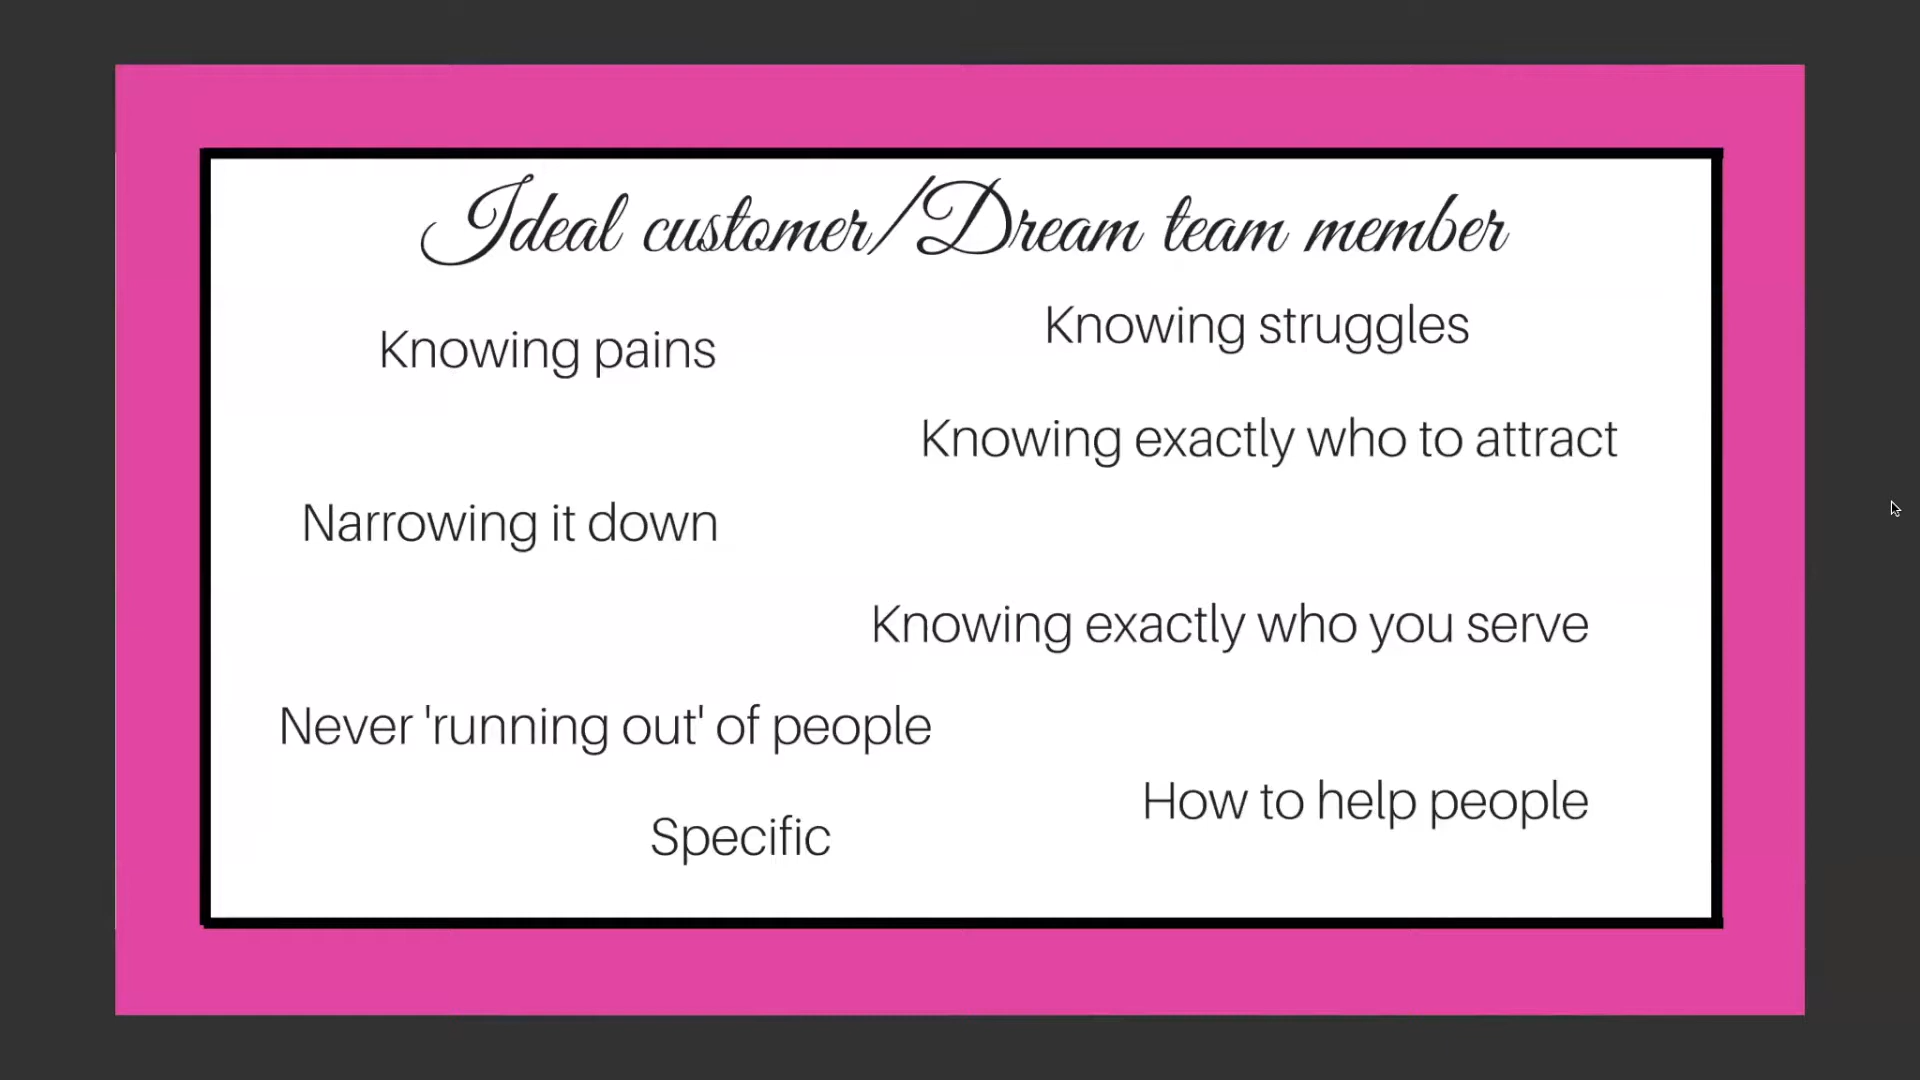 Ideal customer/Dream team member
Knowing pains
Knowing struggles
Knowing exactly who to attract
Narrowing it down
Knowing exactly who you serve
Never 'running out' of people
How to help people
Specific